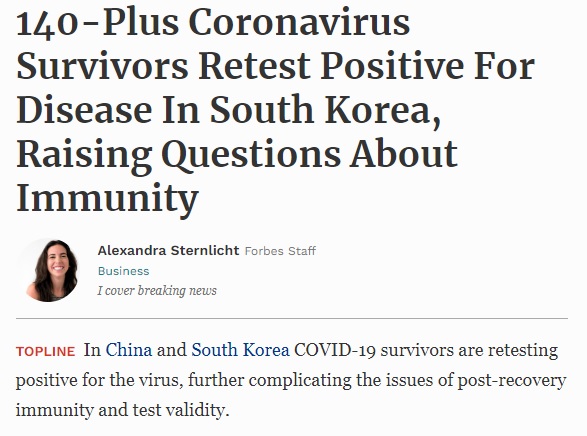 140-Plus Coronavirus
Survivors Retest Positive For
Disease In South Korea,
Raising Questions About
Immunity
Alexandra Sternlicht Forbes Staff
Business
I cover breaking news
TOPLINE In China and South Korea COVID-19 survivors are retesting
positive for the virus, further complicating the issues of post-recovery
immunity and test validity.